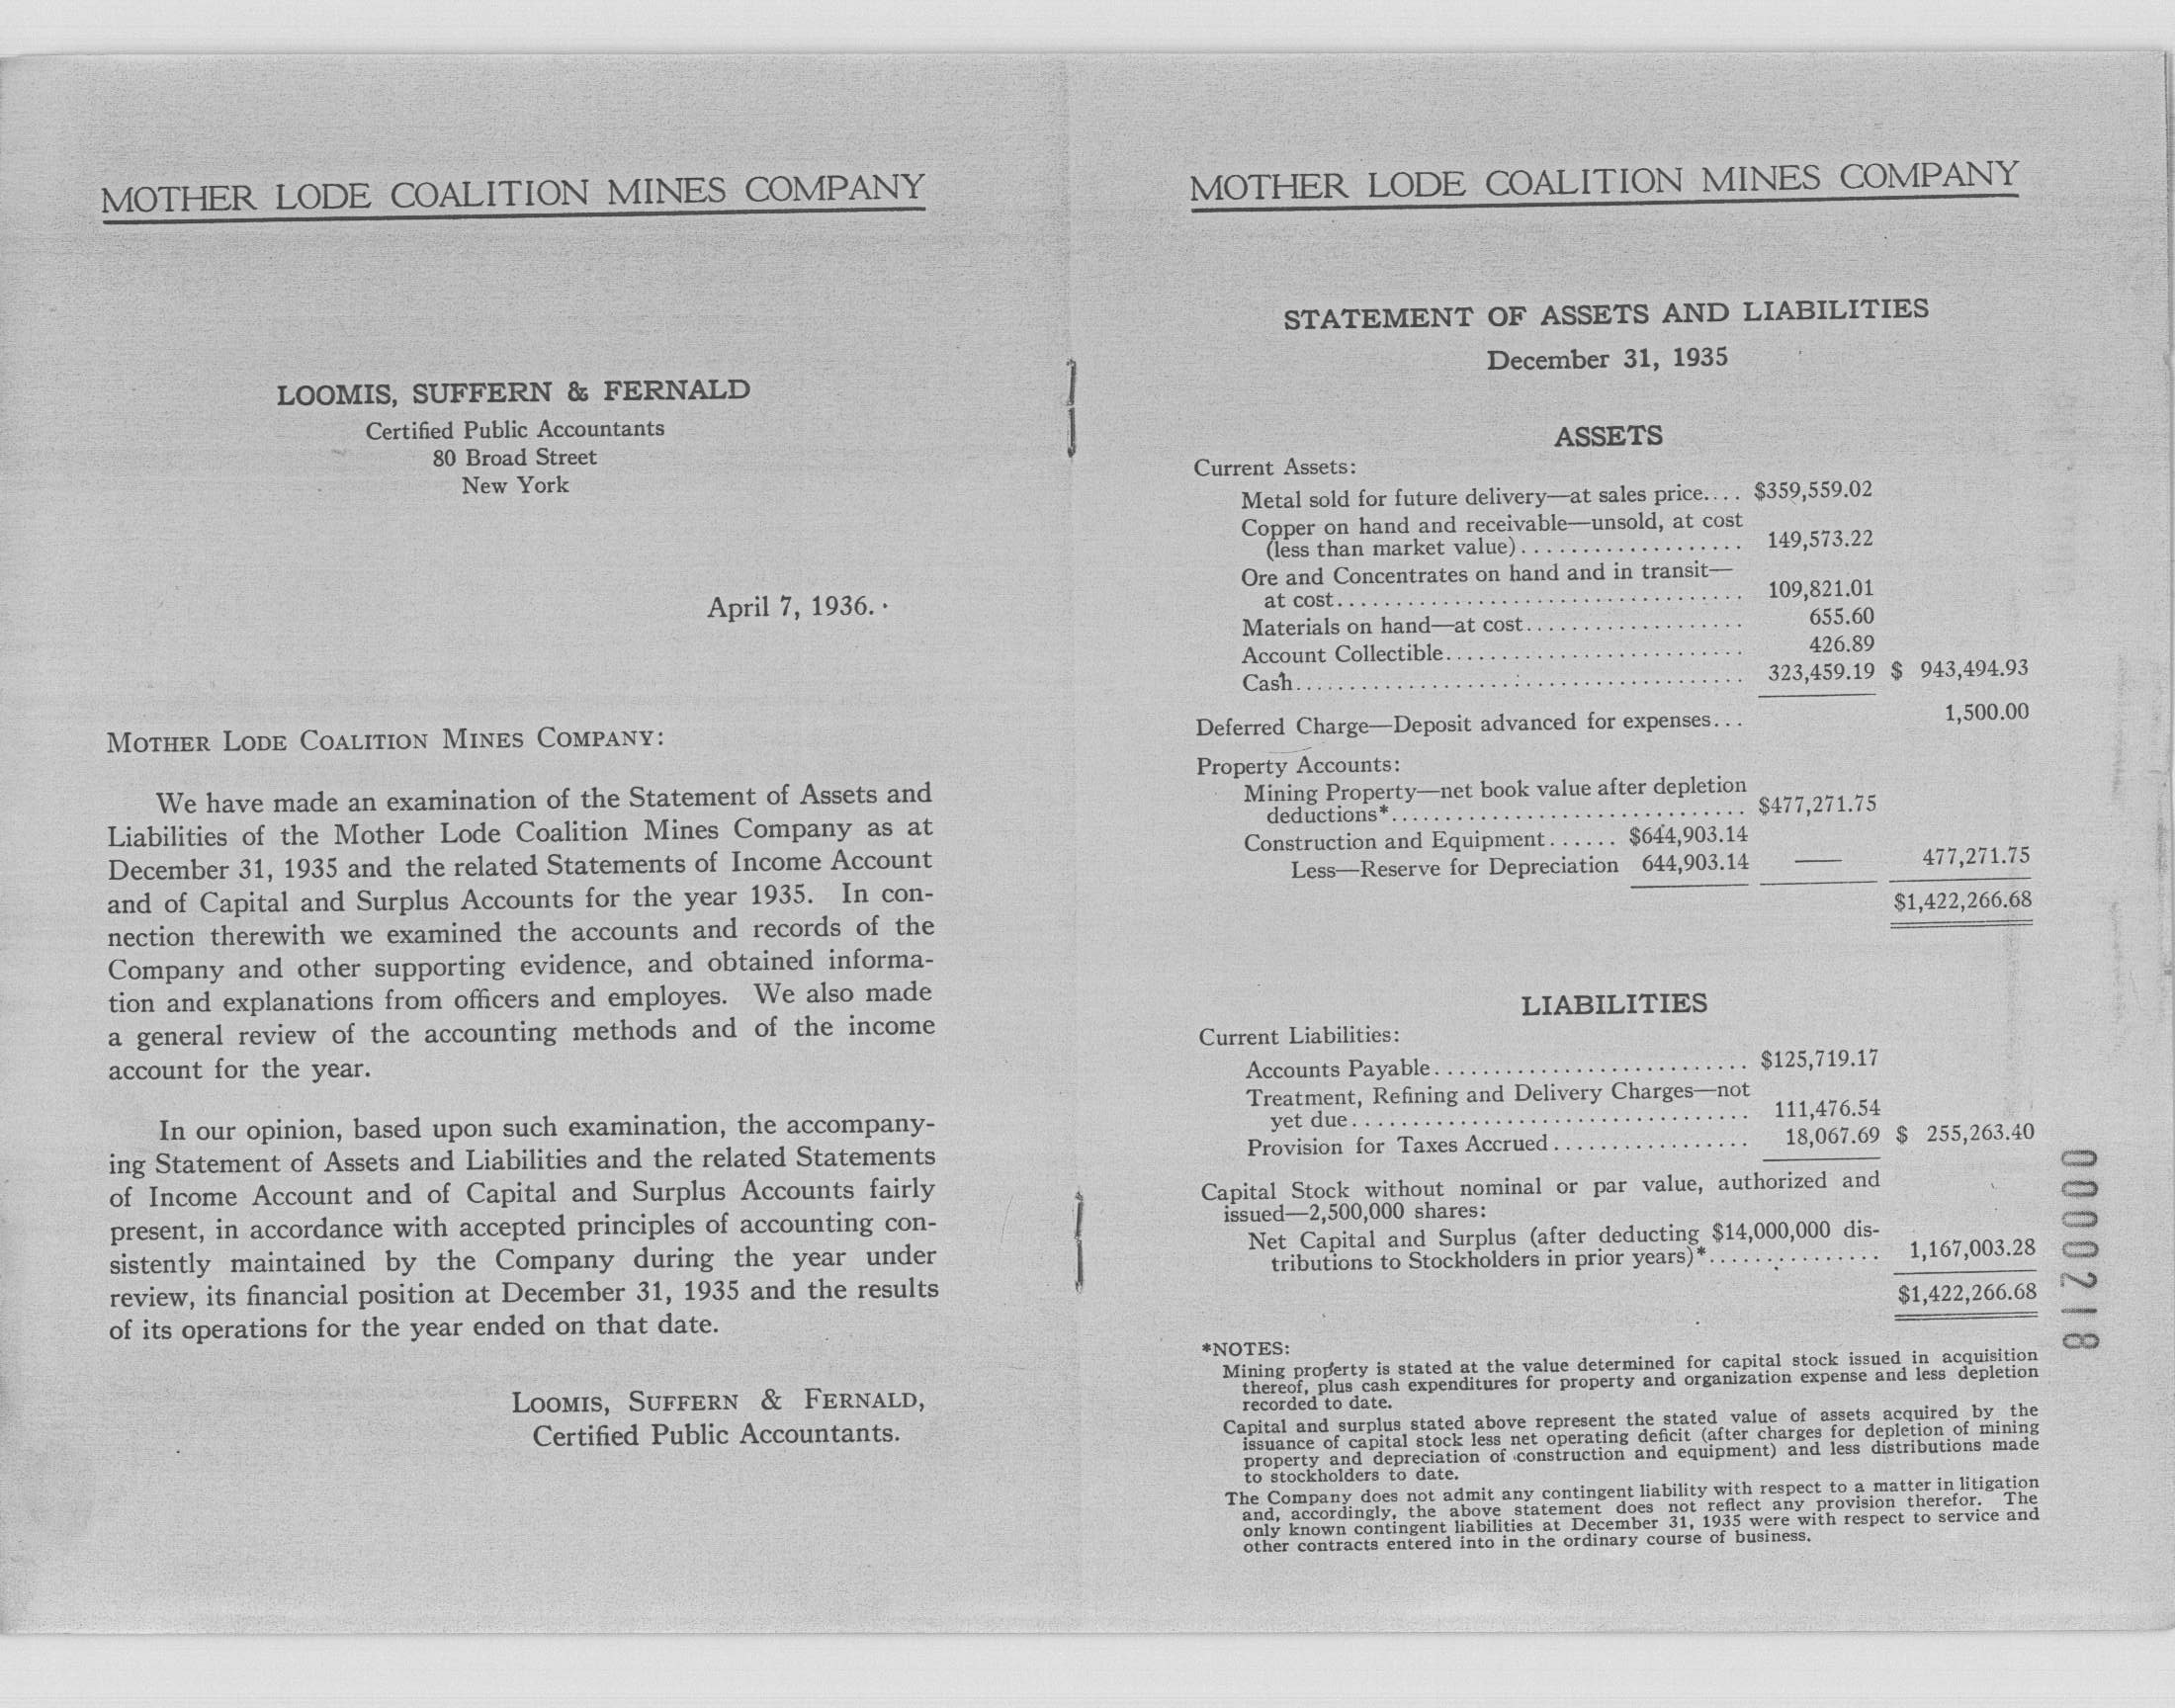 MOTHER LODE COALITION MINES COMPANY
LOOMIS, SUFFERN & FERNALD
Certified Public Accountants
80 Broad Street
New York
April 7, 1936.
MOTHER LODE COALITION MINES COMPANY:
We have made an examination of the Statement of Assets and
Liabilities of the Mother Lode Coalition Mines Company as at
December 31, 1935 and the related Statements of Income Account
and of Capital and Surplus Accounts for the year 1935. In con-
nection therewith we examined the accounts and records of the
Company and other supporting evidence, and obtained informa-
tion and explanations from officers and employes. We also made
a general review of the accounting methods and of the income
account for the year.
In our opinion, based upon such examination, the accompany-
ing Statement of Assets and Liabilities and the related Statements
of Income Account and of Capital and Surplus Accounts fairly
present, in accordance with accepted principles of accounting con-
sistently maintained by the Company during the year under
review, its financial position at December 31, 1935 and the results
of its operations for the year ended on that date.
LOOMIS, SUFFERN & FERNALD,
Certified Public Accountants.
MOTHER LODE COALITION MINES COMPANY
STATEMENT OF ASSETS AND LIABILITIES
December 31, 1935
ASSETS
Current Assets:
Metal sold for future delivery—at sales price.... $359,559.02
Copper on hand and receivable—unsold, at cost
(less than market value)................... 149,573.22
Ore and Concentrates on hand and in transit—
at cost................................. 109,821.01
Materials on hand—at cost................... 655.60
Account Collectible......................... 426.89
Cash..................................... 323,459.19 $ 943,494.93
Deferred Charge—Deposit advanced for expenses... 1,500.00
Property Accounts:
Mining Property—net book value after depletion
deductions*............................. $477,271.75
Construction and Equipment...... $644,903.14
Less—Reserve for Depreciation 644,903.14 — 477,271.75
$1,422,266.68
LIABILITIES
Current Liabilities:
Accounts Payable.......................... $125,719.17
Treatment, Refining and Delivery Charges—not
yet due................................ 111,476.54
Provision for Taxes Accrued................ 18,067.69 $ 255,263.40
Capital Stock without nominal or par value, authorized and
issued—2,500,000 shares:
Net Capital and Surplus (after deducting $14,000,000 dis-
tributions to Stockholders in prior years)*.............. 1,167,003.28
$1,422,266.68
*NOTES:
Mining property is stated at the value determined for capital stock issued in acquisition
thereof, plus cash expenditures for property and organization expense and less depletion
recorded to date.
Capital and surplus stated above represent the stated value of assets acquired by the
issuance of capital stock less net operating deficit (after charges for depletion of mining
property and depreciation of construction and equipment) and less distributions made
to stockholders to date.
The Company does not admit any contingent liability with respect to a matter in litigation
and, accordingly, the above statement does not reflect any provision therefor. The
only known contingent liabilities at December 31, 1935 were with respect to service and
other contracts entered into in the ordinary course of business.
0000218